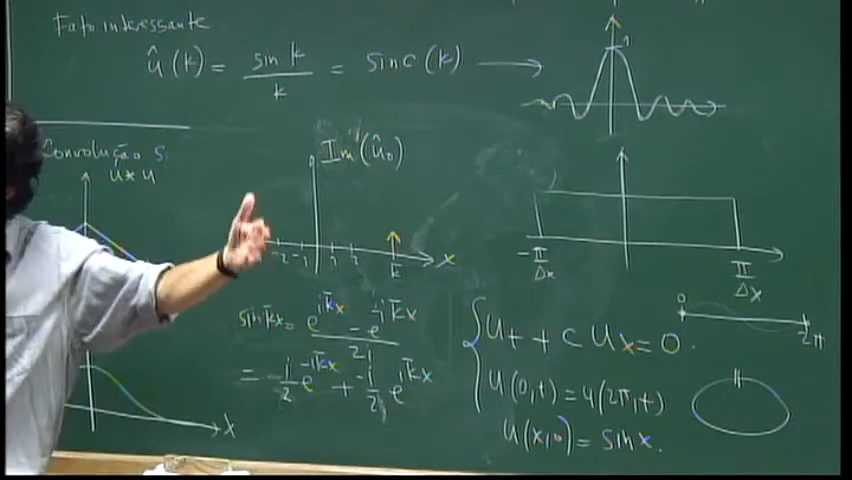 Fato interessante
û(k) = sin k / k = sinc(k) →
1
Convolução
u * u
Im(û₀)
-2 -1 1 2 k̄ x
-π/Δx π/Δx
sin k̄x = (e^{ik̄x} - e^{-ik̄x}) / 2i
= -i/2 e^{-ik̄x} + -i/2 e^{ik̄x}
x
{ u_t + c u_x = 0.
u(0,t) = u(2π,t)
u(x,0) = sin x.
0 2π